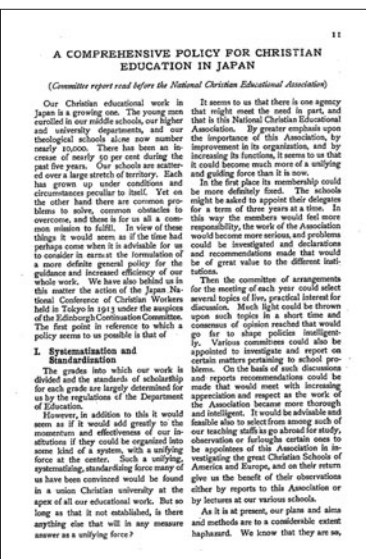 11
A COMPREHENSIVE POLICY FOR CHRISTIAN
EDUCATION IN JAPAN
(Committee report read before the National Christian Educational Association)
Our Christian educational work in
Japan is a growing one. The young men
enrolled in our middle schools, our higher
and university departments, and our
theological schools alone now number
nearly 10,000. There has been an in-
crease of nearly 50 per cent during the
past five years. Our schools are scatter-
ed over a large stretch of territory. Each
has grown up under conditions and
circumstances peculiar to itself. Yet on
the other hand there are common pro-
blems to solve, common obstacles to
overcome, and there is for us all a com-
mon mission to fulfil. In view of these
things it would seem as if the time had
perhaps come when it is advisable for us
to consider in earnest the formulation of
a more definite general policy for the
guidance and increased efficiency of our
whole work. We have also behind us in
this matter the action of the Japan Na-
tional Conference of Christian Workers
held in Tokyo in 1913 under the auspices
of the Edinburgh Continuation Committee.
The first point in reference to which a
policy seems to us possible is that of
I. Systematization and
Standardization
The grades into which our work is
divided and the standards of scholarship
for each grade are largely determined for
us by the regulations of the Department
of Education.
However, in addition to this it would
seem as if it would add greatly to the
momentum and effectiveness of our in-
stitutions if they could be organized into
some kind of a system, with a unifying
force at the center. Such a unifying,
systematizing, standardizing force many of
us have been convinced would be found
in a union Christian university at the
apex of all our educational work. But so
long as that it not established, is there
anything else that will in any measure
answer as a unifying force?
It seems to us that there is one agency
that might meet the need in part, and
that is this National Christian Educational
Association. By greater emphasis upon
the importance of this Association, by
improvement in its organization, and by
increasing its functions, it seems to us that
it could become much more of a unifying
and guiding force than it is now.
In the first place its membership could
be more definitely fixed. The schools
might be asked to appoint their delegates
for a term of three years at a time. In
this way the members would feel more
responsibility, the work of the Association
would become more serious, and problems
could be investigated and declarations
and recommendations made that would
be of great value to the different insti-
tutions.
Then the committee of arrangements
for the meeting of each year could select
several topics of live, practical interest for
discussion. Much light could be thrown
upon such topics in a short time and
consensus of opinion reached that would
go far to shape policies intelligent-
ly. Various committees could also be
appointed to investigate and report on
certain matters pertaining to school pro-
blems. On the basis of such discussions
and reports recommendations could be
made that would meet with increasing
appreciation and respect as the work of
the Association became more thorough
and intelligent. It would be advisable and
feasible also to select from among such of
our teaching staffs as go abroad for study,
observation or furloughs certain ones to
be appointees of this Association in in-
vestigating the great Christian Schools of
America and Europe, and on their return
give us the benefit of their observations
either by reports to this Association or
by lectures at our various schools.
As it is at present, our plans and aims
and methods are to a considerable extent
haphazard. We know that they are so,